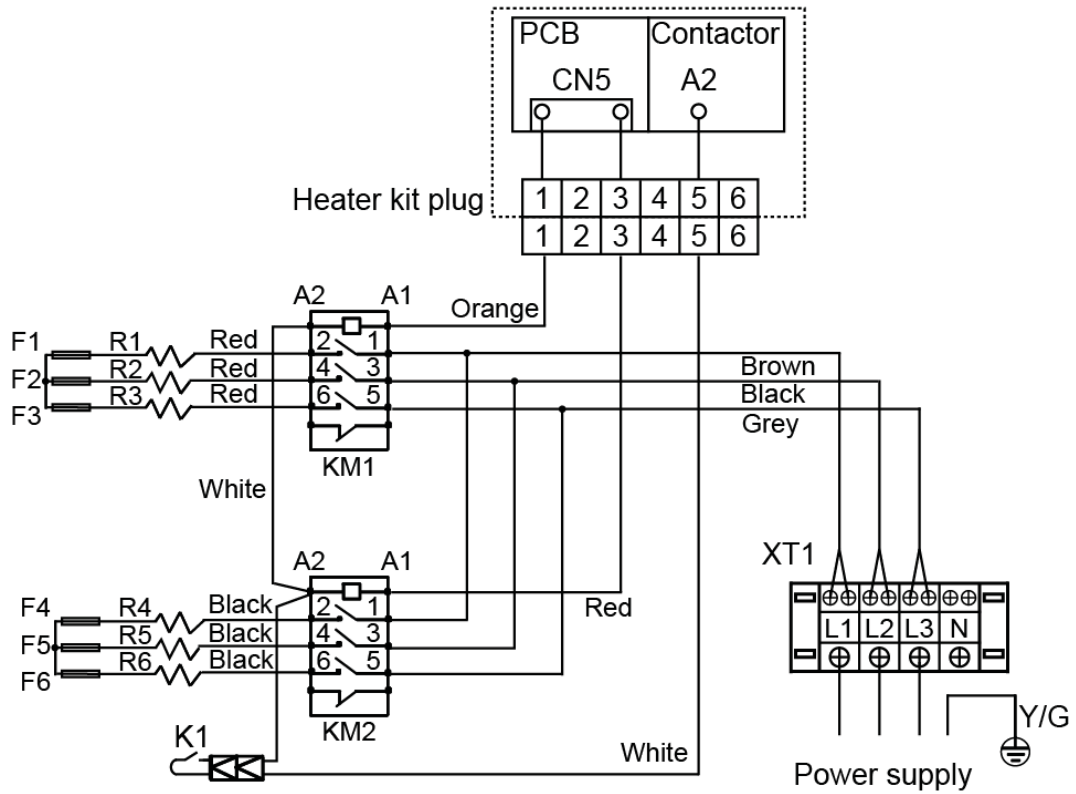 PCB Contactor
CN5 A2
Heater kit plug 1 2 3 4 5 6
1 2 3 4 5 6
A2 A1 Orange
F1 R1 Red 2 1
F2 R2 Red 4 3 Brown
F3 R3 Red 6 5 Black
Grey
KM1
White
XT1
A2 A1
Red
F4 R4 Black 2 1
F5 R5 Black 4 3
F6 R6 Black 6 5
L1 L2 L3 N
KM2
K1
White
Y/G
Power supply